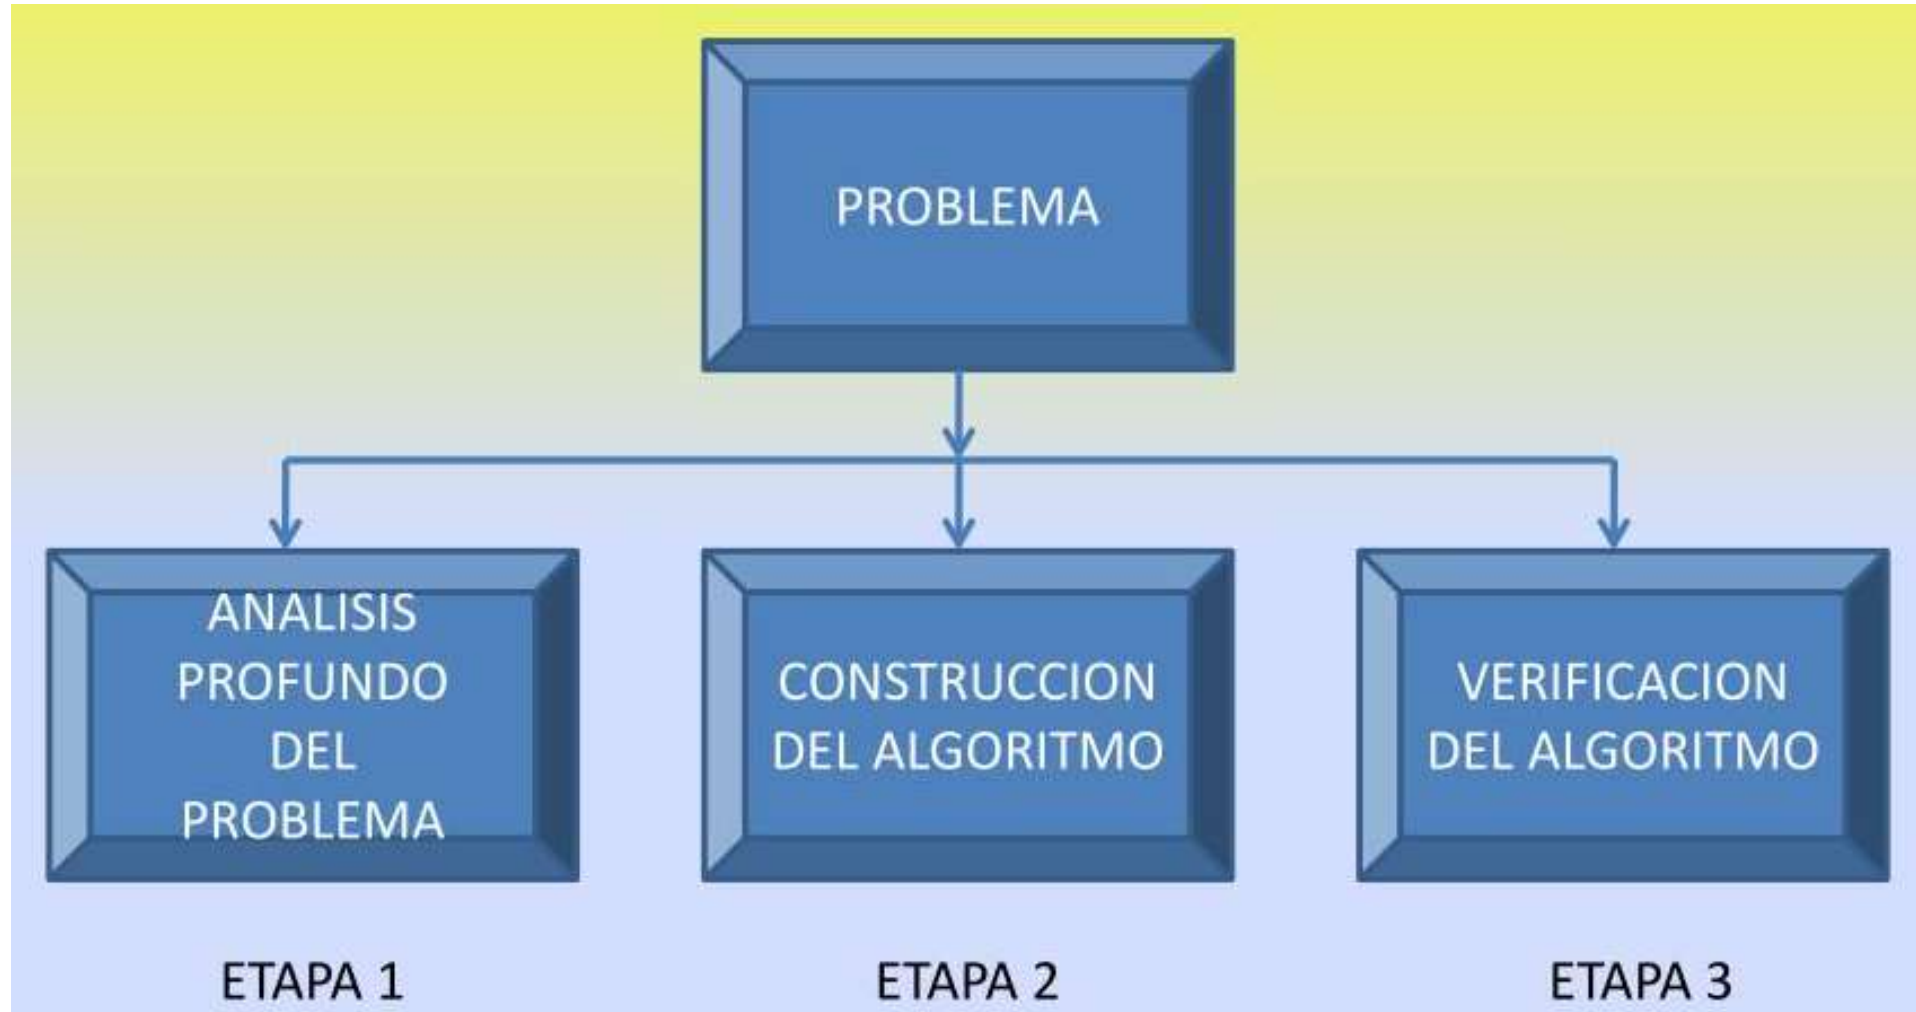 PROBLEMA
ANALISIS
PROFUNDO
DEL
PROBLEMA
CONSTRUCCION
DEL ALGORITMO
VERIFICACION
DEL ALGORITMO
ETAPA 1
ETAPA 2
ETAPA 3